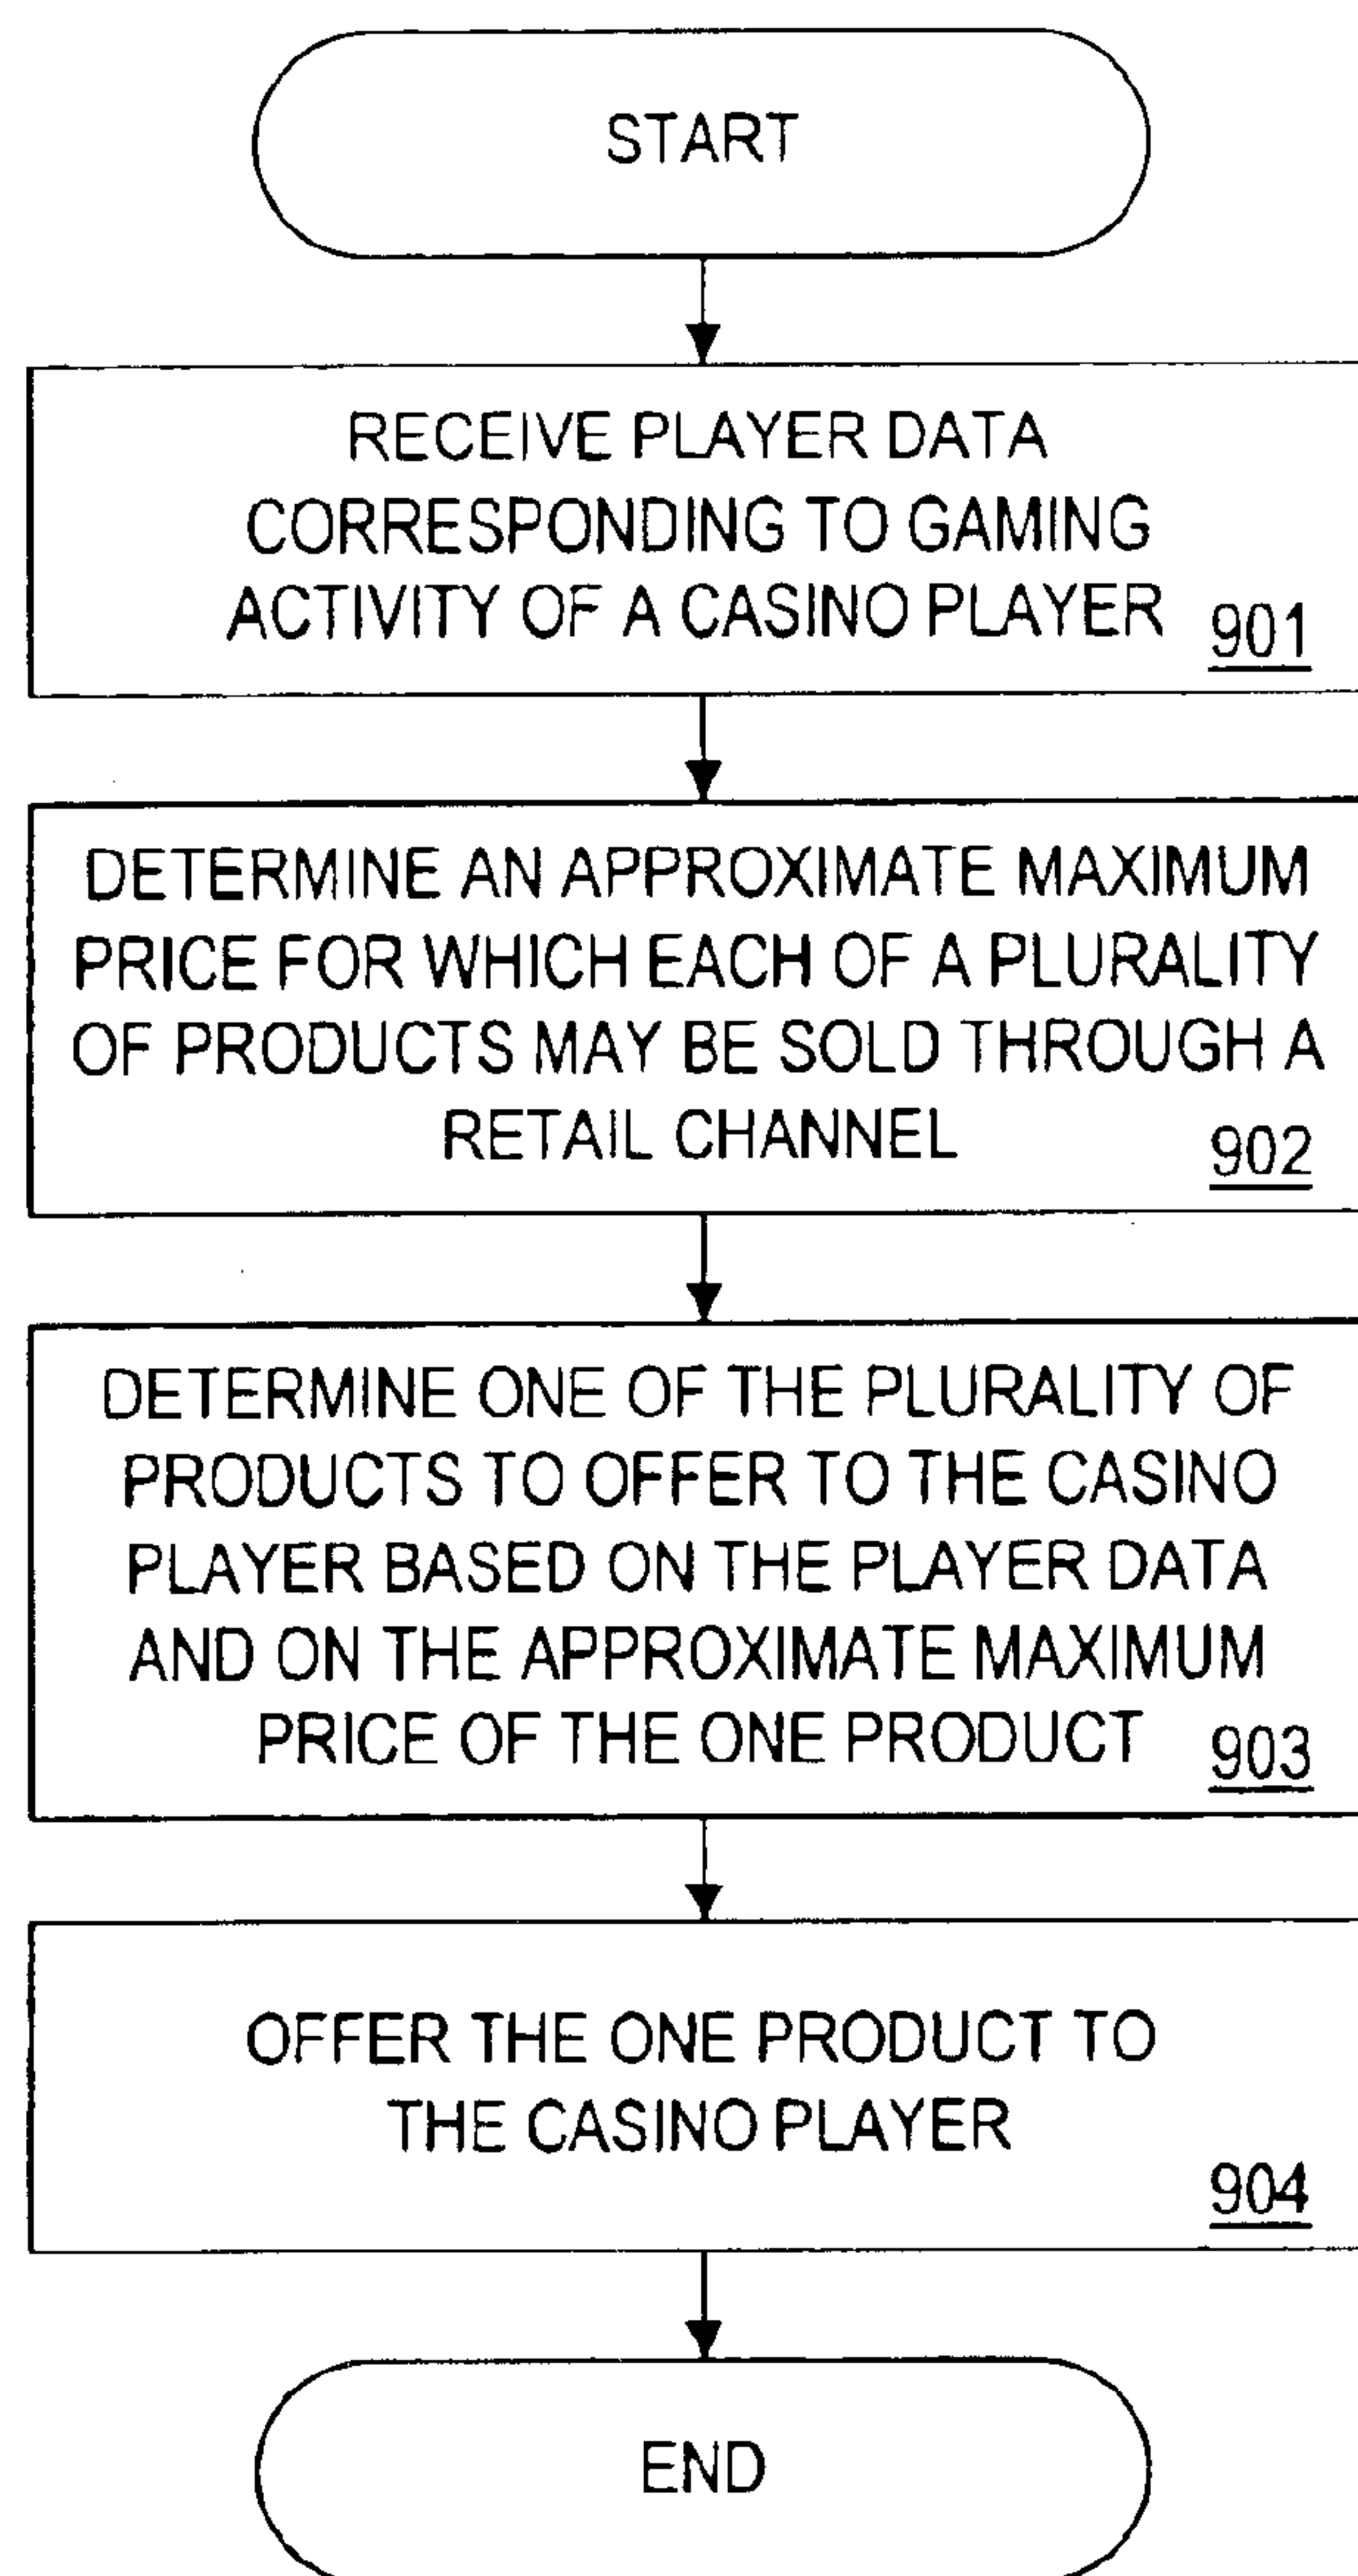 START
RECEIVE PLAYER DATA
CORRESPONDING TO GAMING
ACTIVITY OF A CASINO PLAYER
901
DETERMINE AN APPROXIMATE MAXIMUM
PRICE FOR WHICH EACH OF A PLURALITY
OF PRODUCTS MAY BE SOLD THROUGH A
RETAIL CHANNEL
902
DETERMINE ONE OF THE PLURALITY OF
PRODUCTS TO OFFER TO THE CASINO
PLAYER BASED ON THE PLAYER DATA
AND ON THE APPROXIMATE MAXIMUM
PRICE OF THE ONE PRODUCT
903
OFFER THE ONE PRODUCT TO
THE CASINO PLAYER
904
END